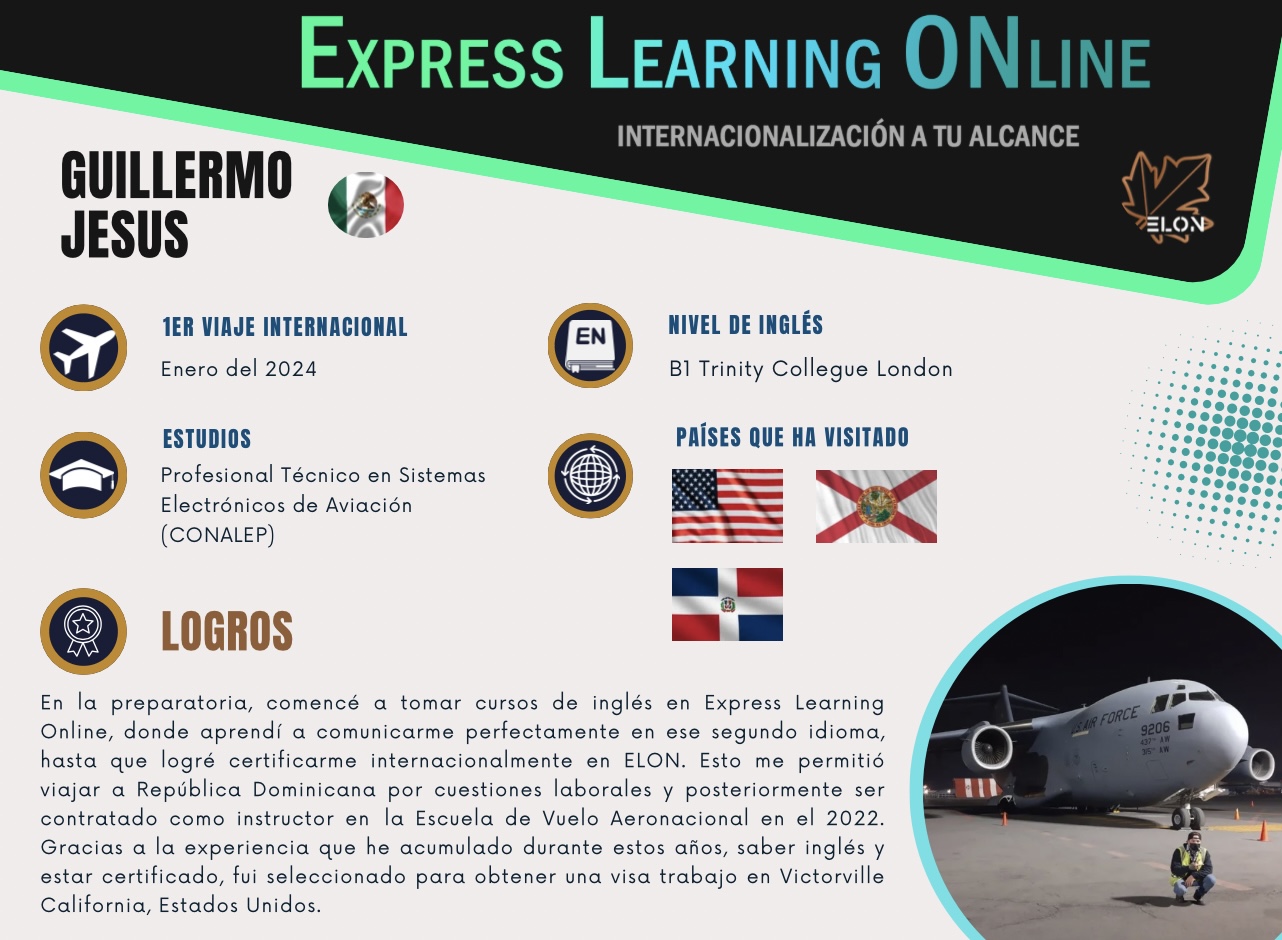 EXPRESS LEARNING ONLINE
INTERNACIONALIZACIÓN A TU ALCANCE
ELON
GUILLERMO
JESUS
1ER VIAJE INTERNACIONAL
Enero del 2024
NIVEL DE INGLÉS
EN
B1 Trinity Collegue London
ESTUDIOS
Profesional Técnico en Sistemas
Electrónicos de Aviación
(CONALEP)
PAÍSES QUE HA VISITADO
LOGROS
En la preparatoria, comencé a tomar cursos de inglés en Express Learning
Online, donde aprendí a comunicarme perfectamente en ese segundo idioma,
hasta que logré certificarme internacionalmente en ELON. Esto me permitió
viajar a República Dominicana por cuestiones laborales y posteriormente ser
contratado como instructor en la Escuela de Vuelo Aeronacional en el 2022.
Gracias a la experiencia que he acumulado durante estos años, saber inglés y
estar certificado, fui seleccionado para obtener una visa trabajo en Victorville
California, Estados Unidos.
U.S. AIR FORCE
9206